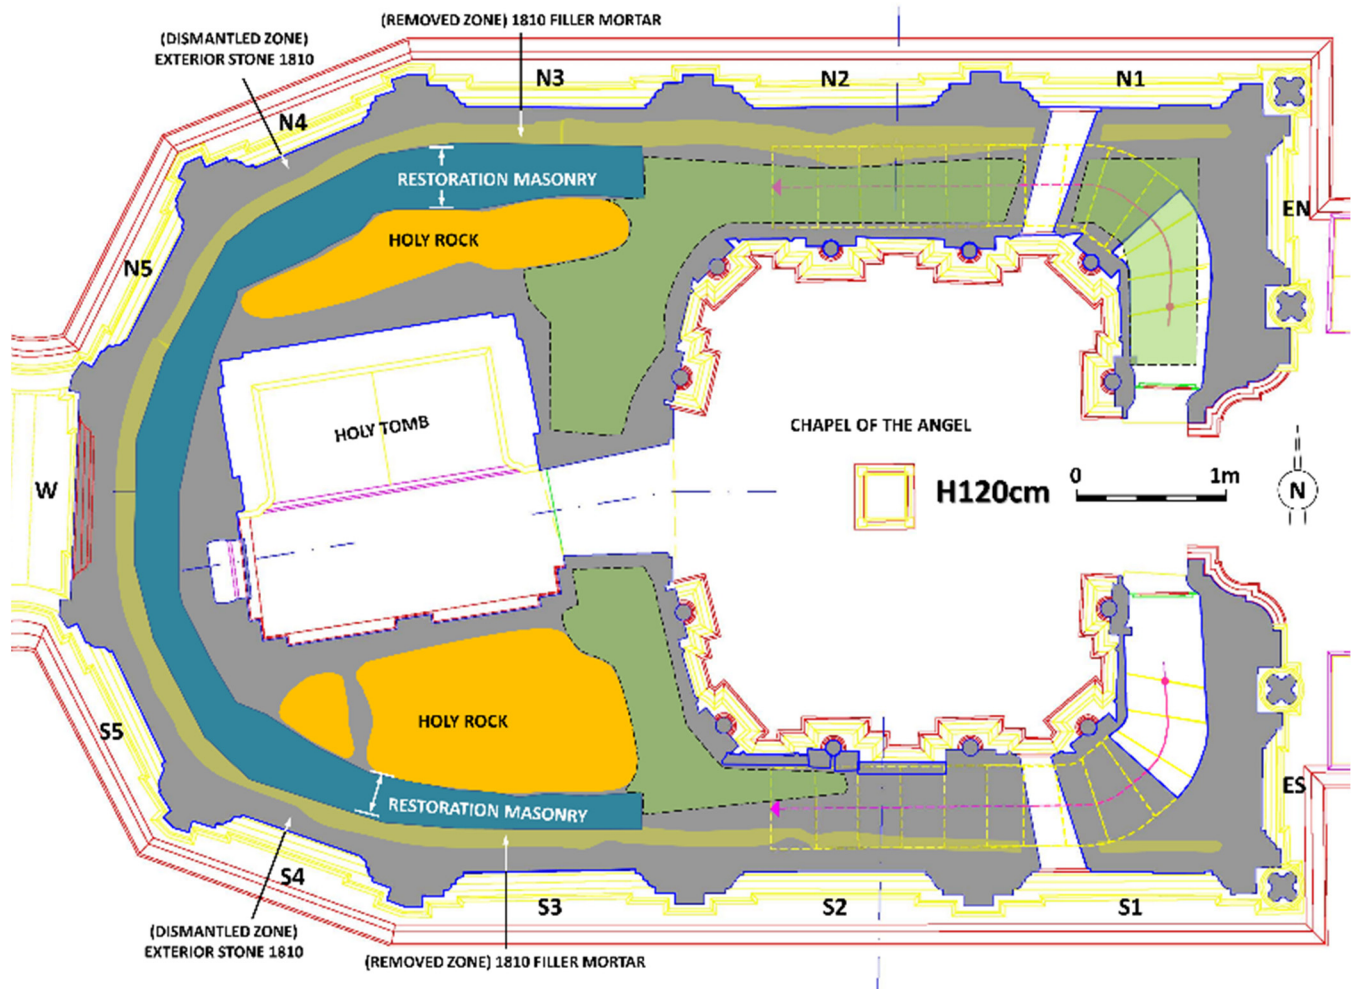 (REMOVED ZONE) 1810 FILLER MORTAR
(DISMANTLED ZONE)
EXTERIOR STONE 1810
N3
N2
N1
N4
RESTORATION MASONRY
EN
HOLY ROCK
N5
HOLY TOMB
CHAPEL OF THE ANGEL
W
H120cm
0
1m
N
HOLY ROCK
S5
ES
RESTORATION MASONRY
S4
S3
S2
S1
(DISMANTLED ZONE)
EXTERIOR STONE 1810
(REMOVED ZONE) 1810 FILLER MORTAR